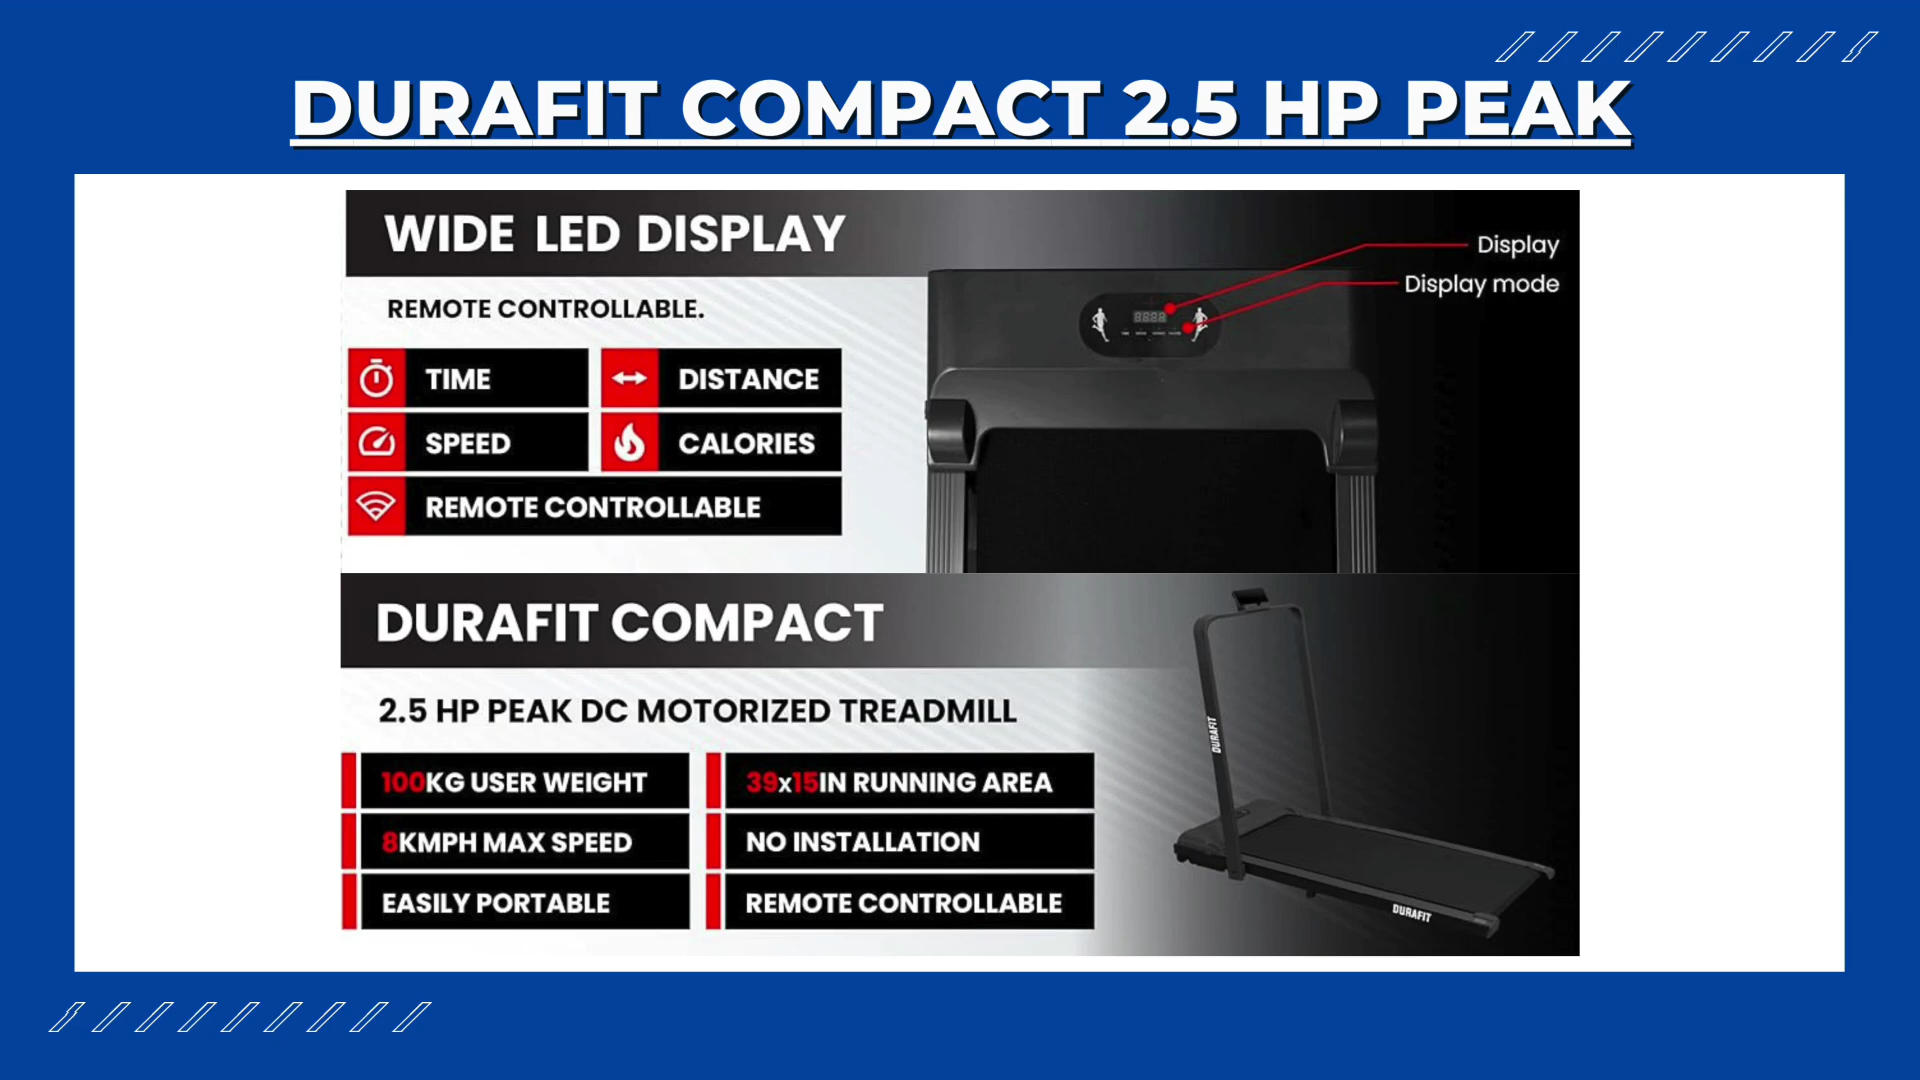 DURAFIT COMPACT 2.5 HP PEAK
WIDE LED DISPLAY
Display
Display mode
REMOTE CONTROLLABLE.
TIME
DISTANCE
SPEED
CALORIES
REMOTE CONTROLLABLE
DURAFIT COMPACT
2.5 HP PEAK DC MOTORIZED TREADMILL
100KG USER WEIGHT
39x15IN RUNNING AREA
8KMPH MAX SPEED
NO INSTALLATION
EASILY PORTABLE
REMOTE CONTROLLABLE
DURAFIT
DURAFIT